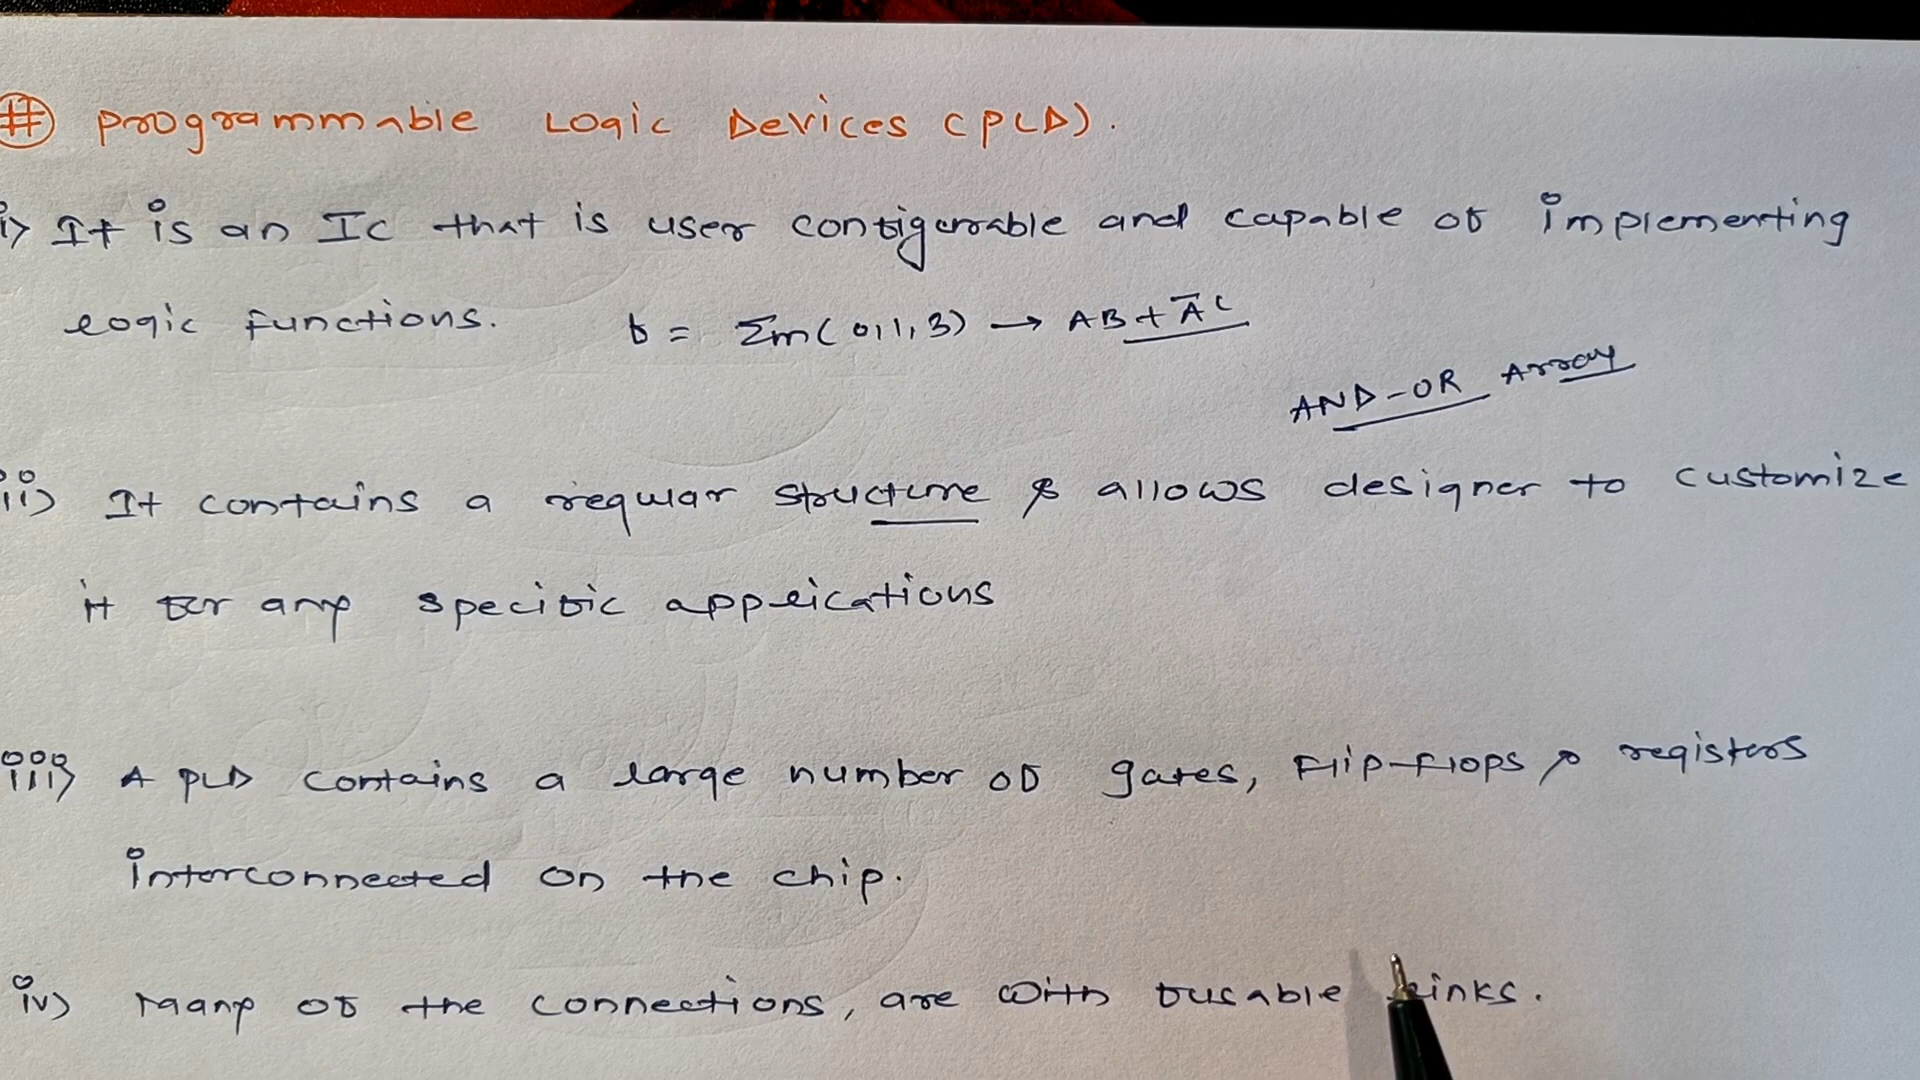 # Programmable Logic Devices (PLD).
i) It is an IC that is user configurable and capable of implementing
logic functions. f = Σm(0,1,3) → AB + A̅C
AND-OR Array
ii) It contains a regular structure & allows designer to customize
it for any specific applications
iii) A PLD contains a large number of gates, Flip-Flops & registers
interconnected on the chip.
iv) Many of the connections, are with fusable links.